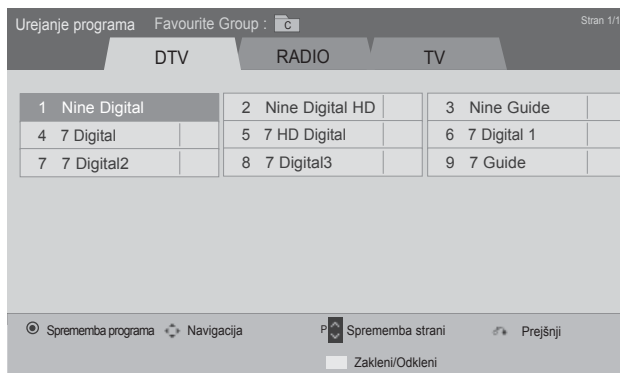 Urejanje programa Favourite Group : C Stran 1/1
DTV RADIO TV
1 Nine Digital 2 Nine Digital HD 3 Nine Guide
4 7 Digital 5 7 HD Digital 6 7 Digital 1
7 7 Digital2 8 7 Digital3 9 7 Guide
Sprememba programa Navigacija P Sprememba strani Prejšnji
Zakleni/Odkleni